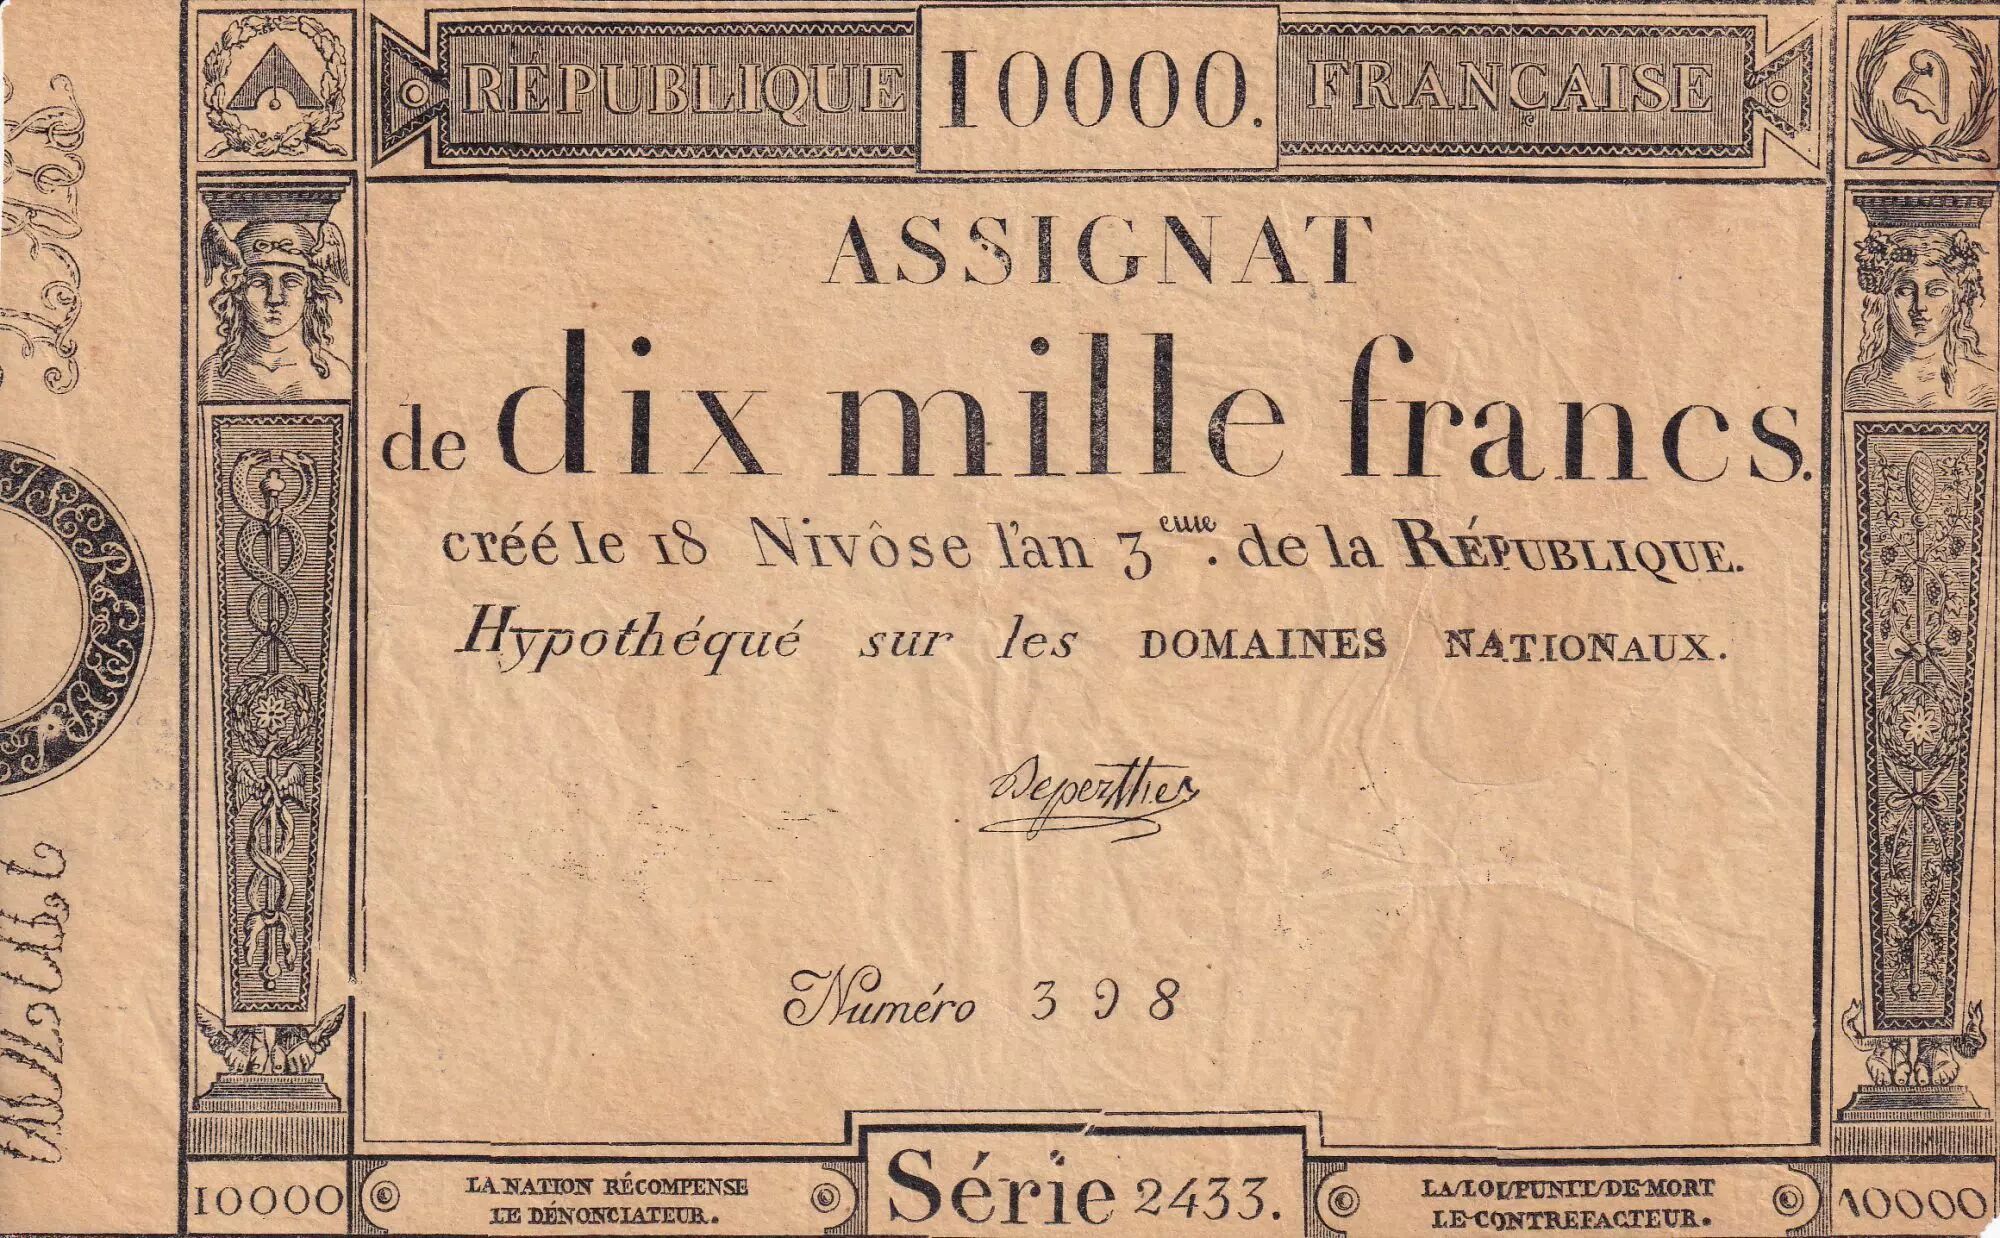 RÉPUBLIQUE 10000. FRANÇAISE
ASSIGNAT
de dix mille francs.
créé le 18 Nivôse l'an 3eme. de la RÉPUBLIQUE.
Hypothéqué sur les DOMAINES NATIONAUX.
Deperthes
Numéro 398
Série 2433.
10000
LA NATION RÉCOMPENSE
LE DÉNONCIATEUR.
LA LOI PUNIT DE MORT
LE CONTREFACTEUR.
10000